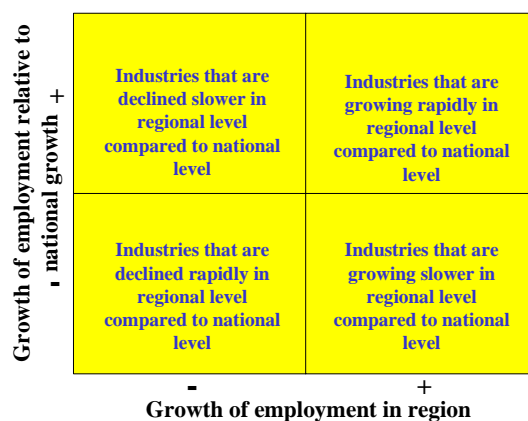 Growth of employment relative to
- national growth +
Industries that are
declined slower in
regional level
compared to national
level
Industries that are
growing rapidly in
regional level
compared to national
level
Industries that are
declined rapidly in
regional level
compared to national
level
Industries that are
growing slower in
regional level
compared to national
level
- +
Growth of employment in region